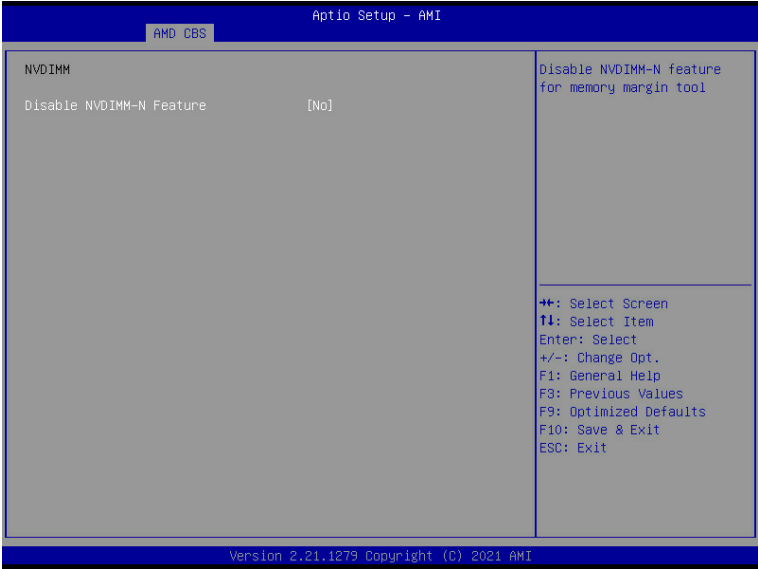 Aptio Setup – AMI
AMD CBS
NVDIMM
Disable NVDIMM-N Feature [No]
Disable NVDIMM-N feature
for memory margin tool
→←: Select Screen
↑↓: Select Item
Enter: Select
+/-: Change Opt.
F1: General Help
F3: Previous Values
F9: Optimized Defaults
F10: Save & Exit
ESC: Exit
Version 2.21.1279 Copyright (C) 2021 AMI